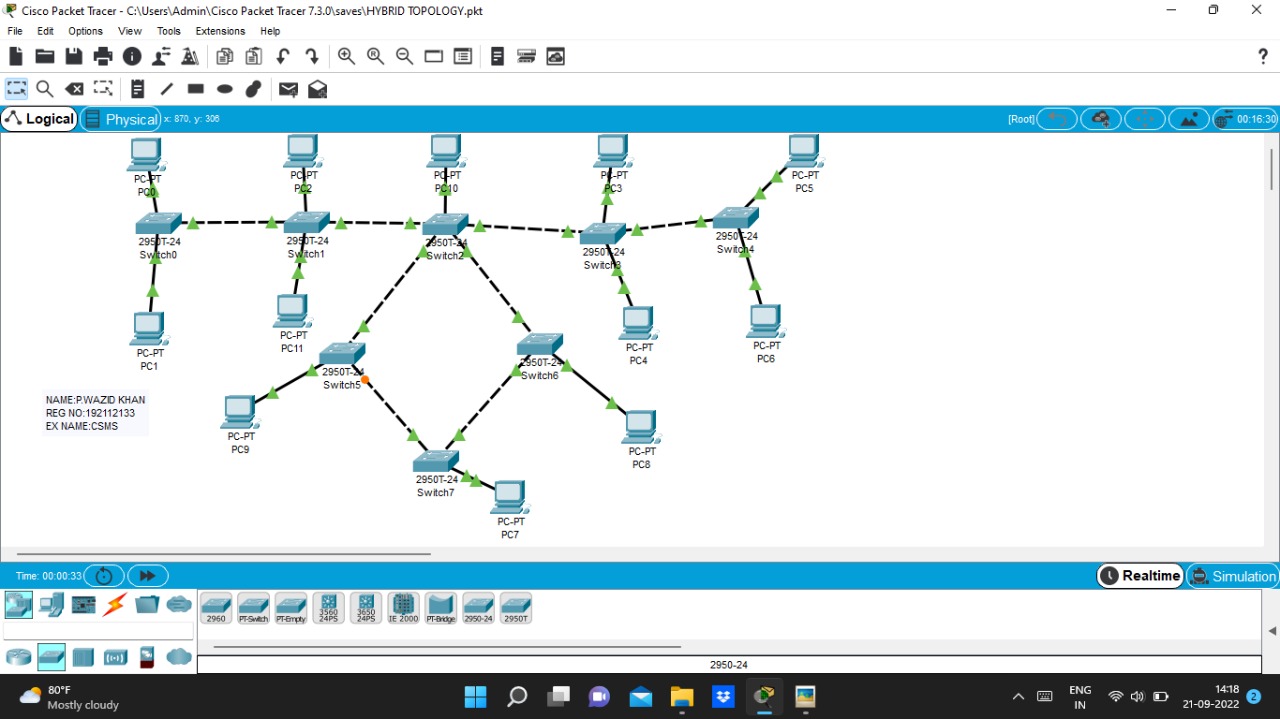 Cisco Packet Tracer - C:\Users\Admin\Cisco Packet Tracer 7.3.0\saves\HYBRID TOPOLOGY.pkt
File Edit Options View Tools Extensions Help
Logical Physical x: 870, y: 306 [Root] 00:16:30
PC-PT
PC0
PC-PT
PC2
PC-PT
PC10
PC-PT
PC3
PC-PT
PC5
2950T-24
Switch0
2950T-24
Switch1
2950T-24
Switch2
2950T-24
Switch3
2950T-24
Switch4
PC-PT
PC1
PC-PT
PC11
2950T-24
Switch5
2950T-24
Switch6
PC-PT
PC4
PC-PT
PC6
NAME:P.WAZID KHAN
REG NO:192112133
EX NAME:CSMS
PC-PT
PC9
PC-PT
PC8
2950T-24
Switch7
PC-PT
PC7
Time: 00:00:33 Realtime Simulation
2960 PT-Switch PT-Empty 3560 24PS 3650 24PS IE 2000 PT-Bridge 2950-24 2950T
2950-24
80°F
Mostly cloudy
ENG
IN
14:18
21-09-2022
2